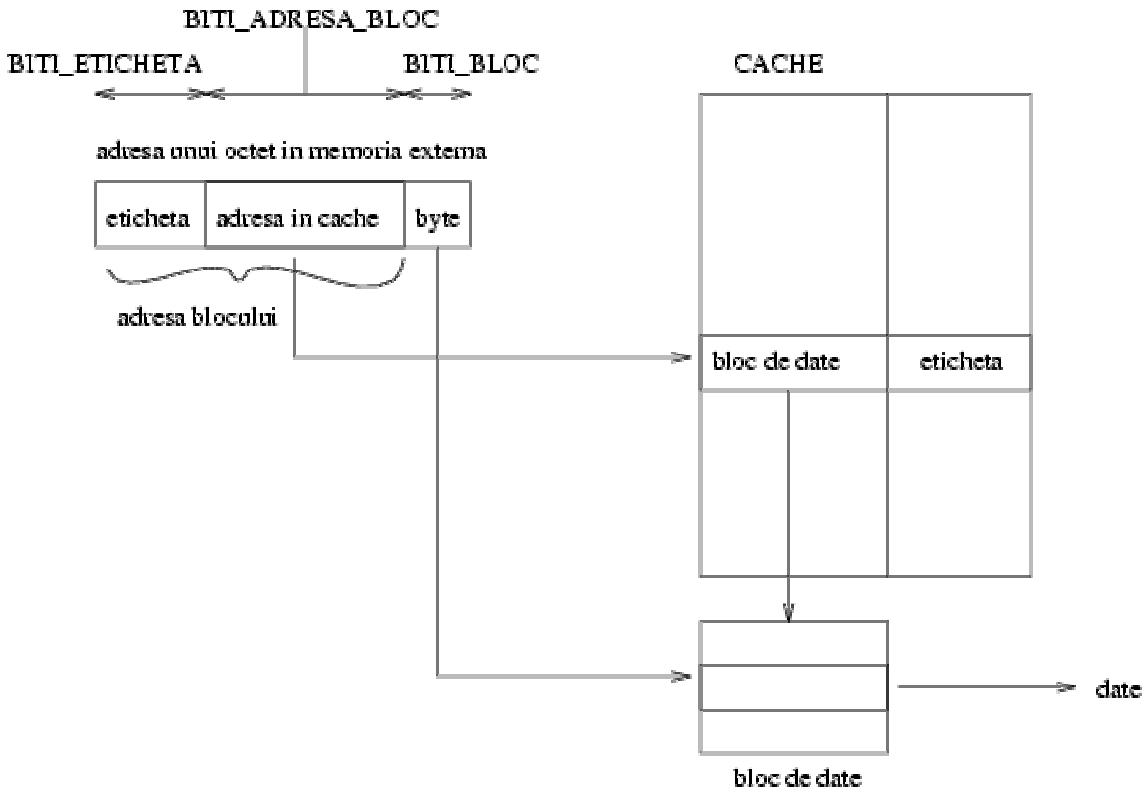 BITI_ADRESA_BLOC
BITI_ETICHETA BITI_BLOC CACHE
adresa unui octet in memoria externa
eticheta adresa in cache byte
adresa blocului
bloc de date eticheta
date
bloc de date